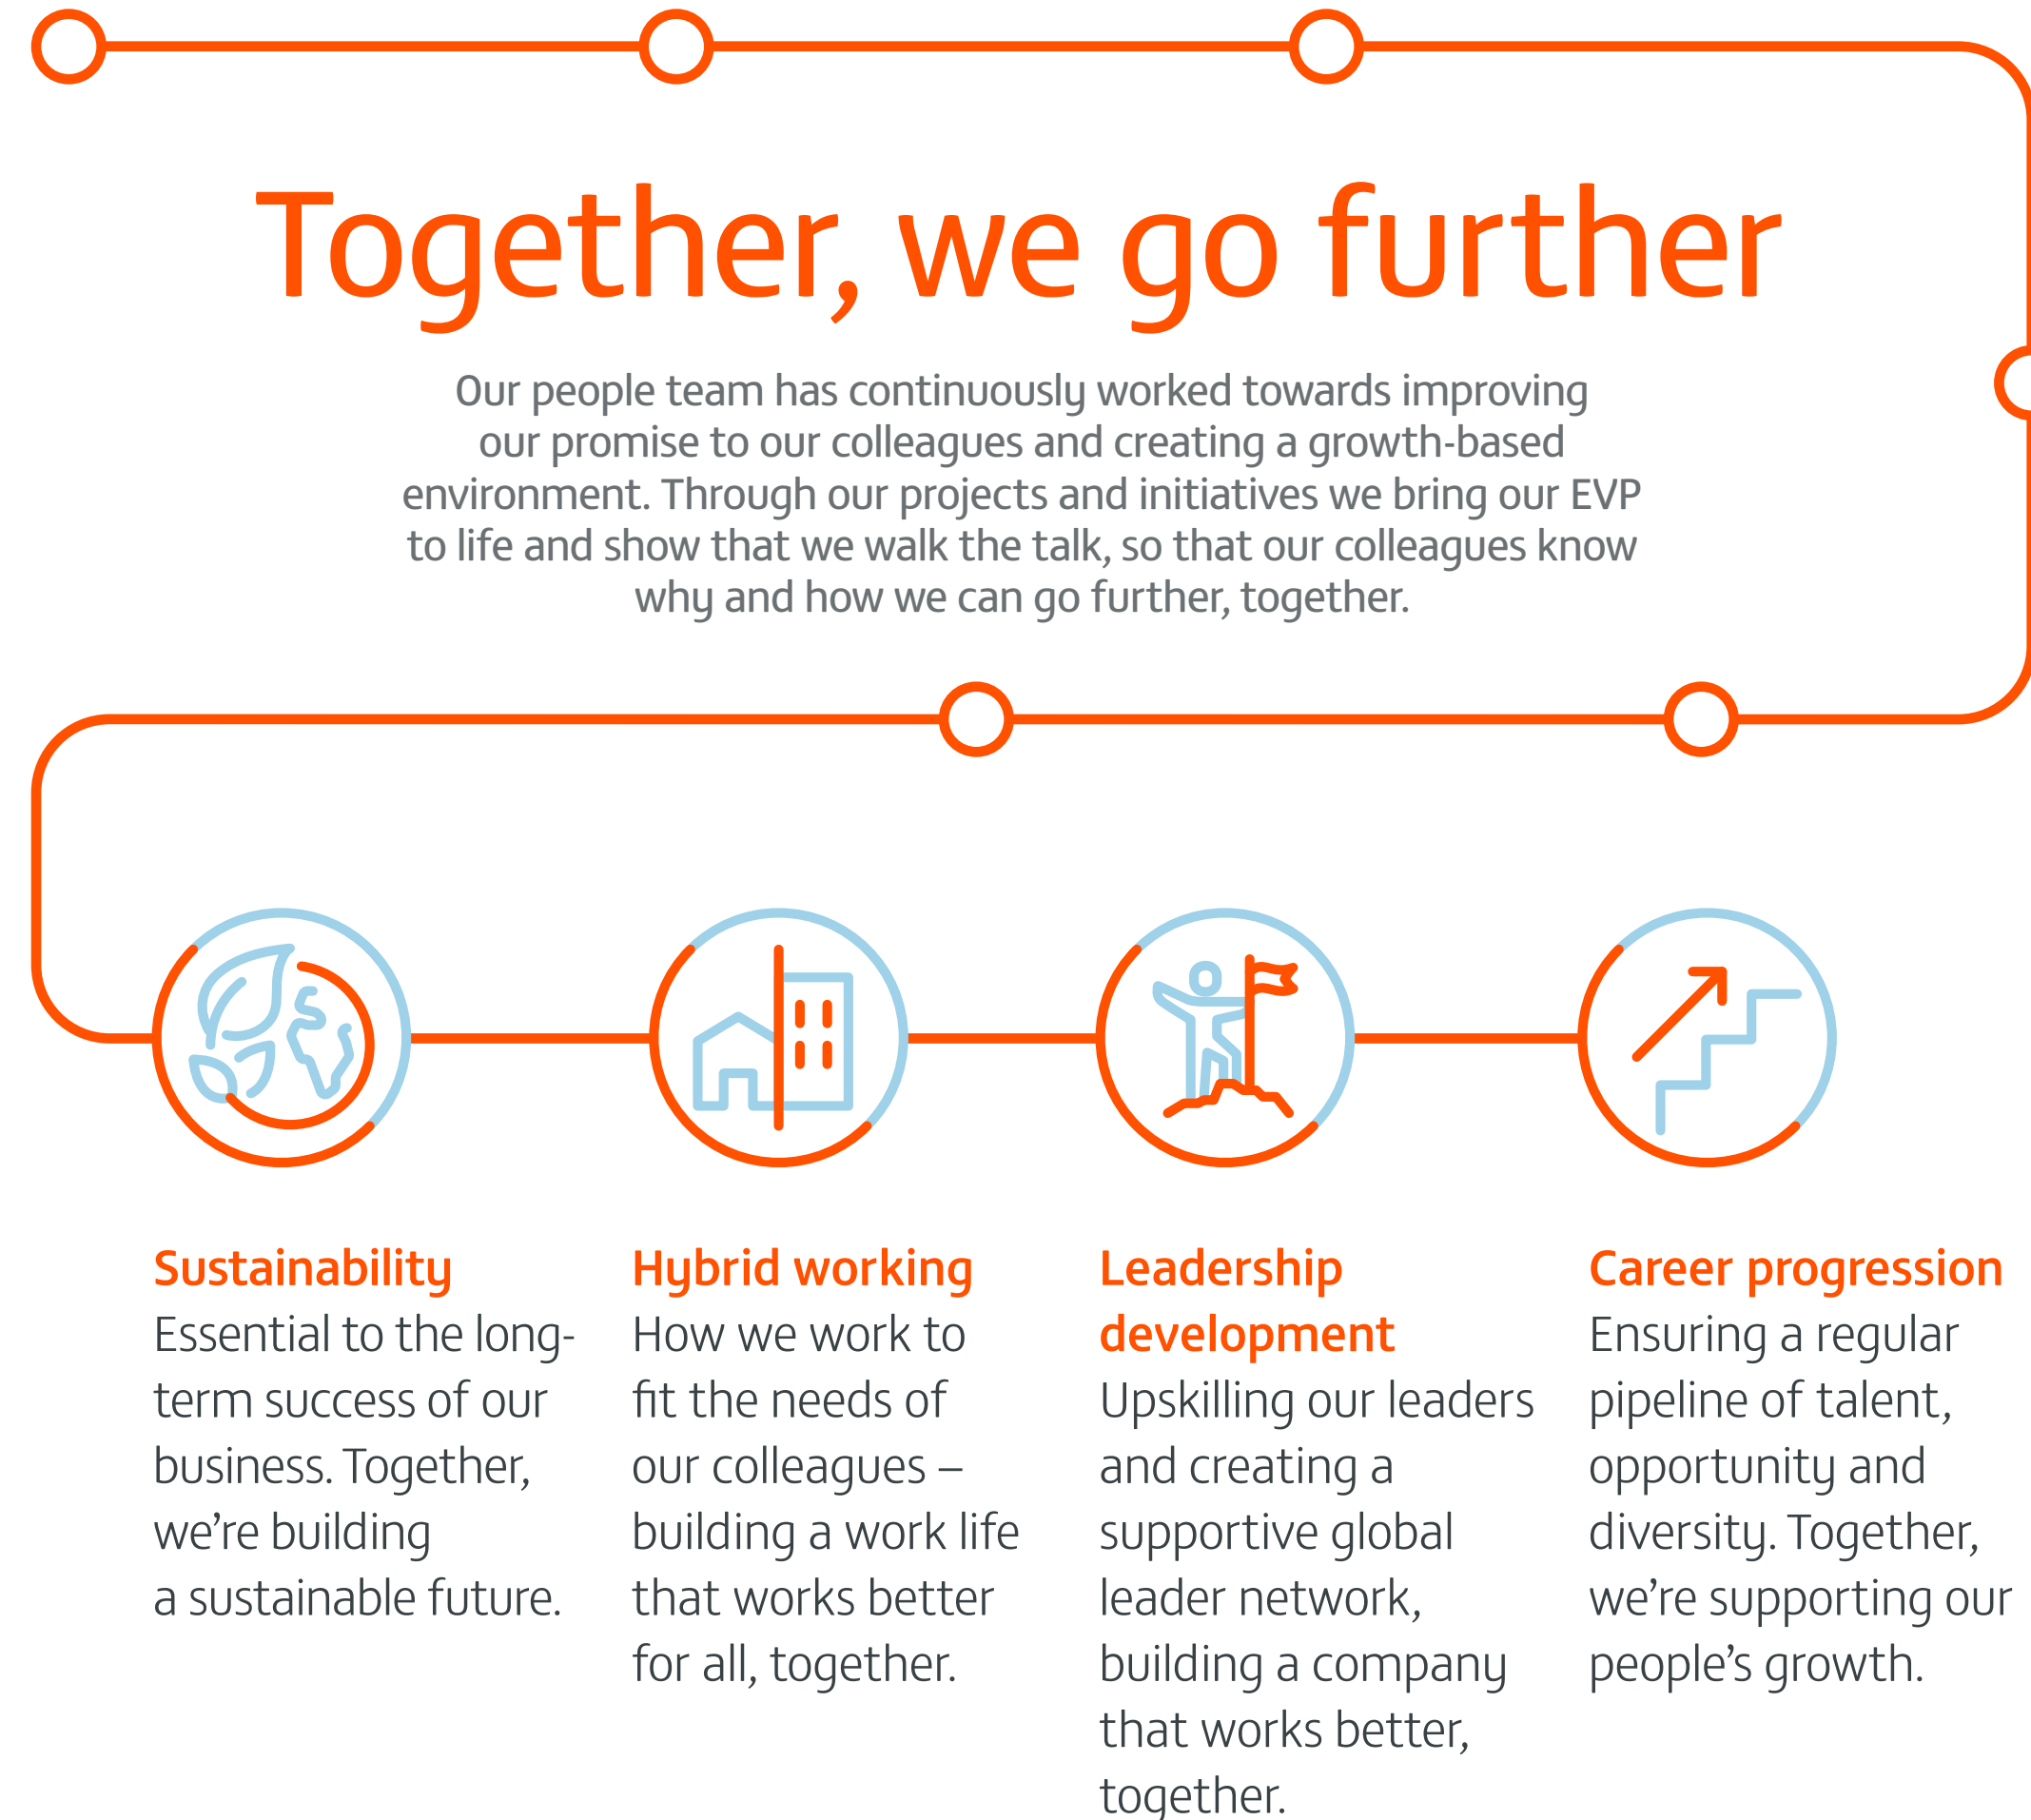 Together, we go further
Our people team has continuously worked towards improving
our promise to our colleagues and creating a growth-based
environment. Through our projects and initiatives we bring our EVP
to life and show that we walk the talk, so that our colleagues know
why and how we can go further, together.
Sustainability
Essential to the long-
term success of our
business. Together,
we’re building
a sustainable future.
Hybrid working
How we work to
fit the needs of
our colleagues –
building a work life
that works better
for all, together.
Leadership
development
Upskilling our leaders
and creating a
supportive global
leader network,
building a company
that works better,
together.
Career progression
Ensuring a regular
pipeline of talent,
opportunity and
diversity. Together,
we’re supporting our
people’s growth.